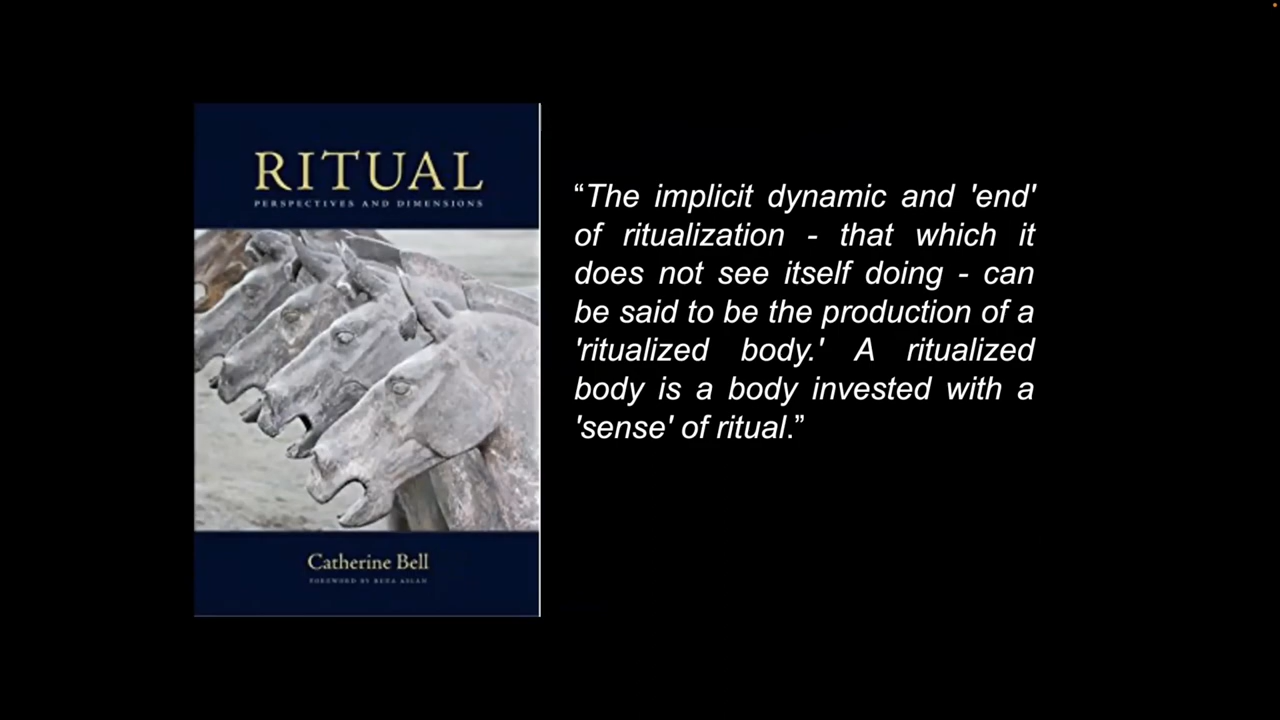 RITUAL
PERSPECTIVES AND DIMENSIONS
Catherine Bell
FOREWORD BY REZA ASLAN
“The implicit dynamic and 'end'
of ritualization - that which it
does not see itself doing - can
be said to be the production of a
'ritualized body.' A ritualized
body is a body invested with a
'sense' of ritual.”